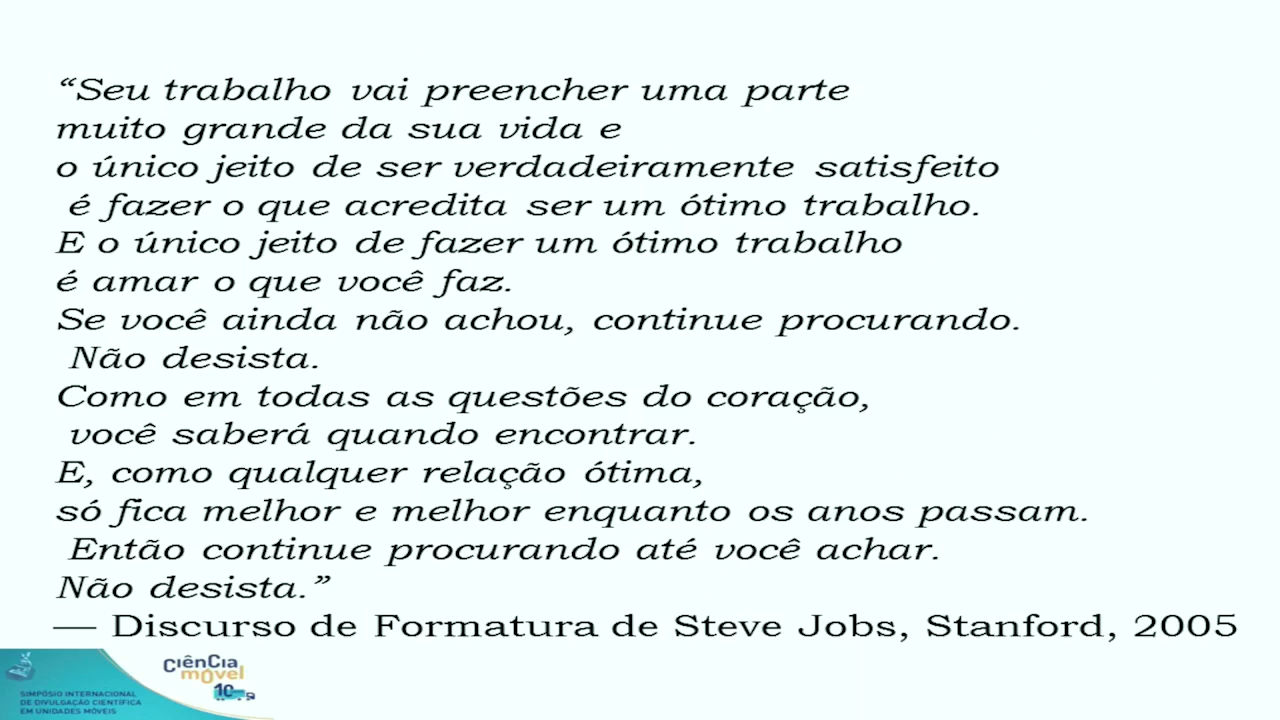 “Seu trabalho vai preencher uma parte
muito grande da sua vida e
o único jeito de ser verdadeiramente satisfeito
é fazer o que acredita ser um ótimo trabalho.
E o único jeito de fazer um ótimo trabalho
é amar o que você faz.
Se você ainda não achou, continue procurando.
Não desista.
Como em todas as questões do coração,
você saberá quando encontrar.
E, como qualquer relação ótima,
só fica melhor e melhor enquanto os anos passam.
Então continue procurando até você achar.
Não desista.”
— Discurso de Formatura de Steve Jobs, Stanford, 2005
CiênCia
móvel
10
SIMPÓSIO INTERNACIONAL
DE DIVULGAÇÃO CIENTÍFICA
EM UNIDADES MÓVEIS